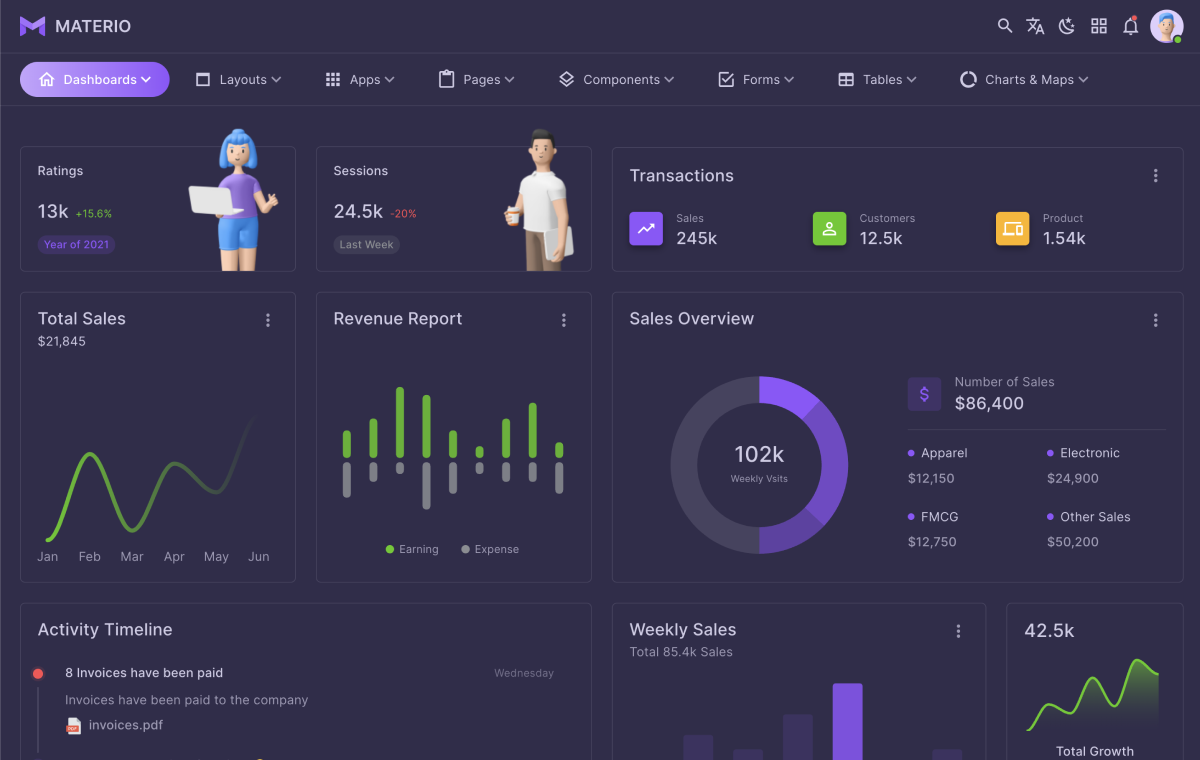 MATERIO
Dashboards
Layouts
Apps
Pages
Components
Forms
Tables
Charts & Maps
Ratings
13k +15.6%
Year of 2021
Sessions
24.5k -20%
Last Week
Transactions
Sales
245k
Customers
12.5k
Product
1.54k
Total Sales
$21,845
Jan Feb Mar Apr May Jun
Revenue Report
Earning Expense
Sales Overview
102k
Weekly Vsits
$
Number of Sales
$86,400
Apparel
$12,150
Electronic
$24,900
FMCG
$12,750
Other Sales
$50,200
Activity Timeline
8 Invoices have been paid
Wednesday
Invoices have been paid to the company
PDF
invoices.pdf
Weekly Sales
Total 85.4k Sales
42.5k
Total Growth